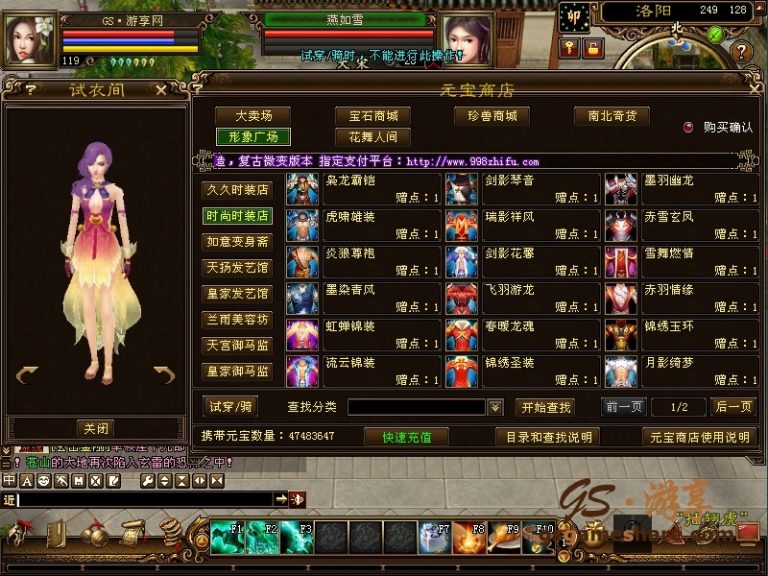 GS·游享网
燕如雪
洛阳 249 128
北
119
试穿/骑时，不能进行此操作！
试衣间
元宝商店
大卖场 宝石商城 珍兽商城 南北奇货
形象广场 花舞人间
购买确认
造，复古微变版本 指定支付平台：http://www.998zhifu.com
久久时装店
时尚时装店
如意变身斋
天扬发艺馆
皇家发艺馆
兰雨美容坊
天宫御马监
皇家御马监
枭龙霸铠 剑影琴音 墨羽幽龙
赠点：1 赠点：1 赠点：1
虎啸雄装 瑞影祥风 赤雪玄凤
赠点：1 赠点：1 赠点：1
炎狼尊袍 剑影花馨 雪舞燃情
赠点：1 赠点：1 赠点：1
墨染青风 飞羽游龙 赤羽情缘
赠点：1 赠点：1 赠点：1
虹蝉锦装 春暖龙魂 锦绣玉环
赠点：1 赠点：1 赠点：1
流云锦装 锦绣圣装 月影绮梦
赠点：1 赠点：1 赠点：1
试穿/骑 查找分类 开始查找 前一页 1/2 后一页
携带元宝数量：47483647 快速充值 目录和查找说明 元宝商店使用说明
关闭
！苍山的大地再次陷入玄雷的恐...之中！
近
F1 F2 F3 F7 F8 F9 F10
GS·游享